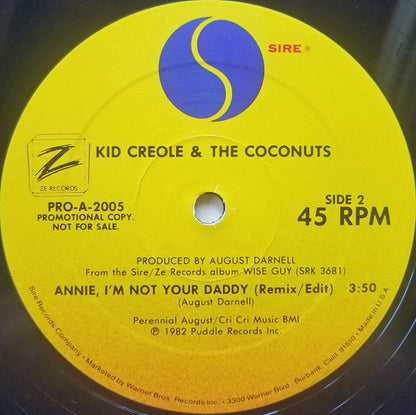 SIRE ®
Z
ZE RECORDS
KID CREOLE & THE COCONUTS
PRO-A-2005
PROMOTIONAL COPY.
NOT FOR SALE.
SIDE 2
45 RPM
PRODUCED BY AUGUST DARNELL
From the Sire/Ze Records album WISE GUY (SRK 3681)
ANNIE, I'M NOT YOUR DADDY (Remix/Edit) 3:50
(August Darnell)
Perennial August/Cri Cri Music BMI
℗ 1982 Puddle Records Inc.
Sire Records Company • Marketed by Warner Bros. Records Inc. • 3300 Warner Blvd. • Burbank, Calif. 91510 • Made in U.S.A.